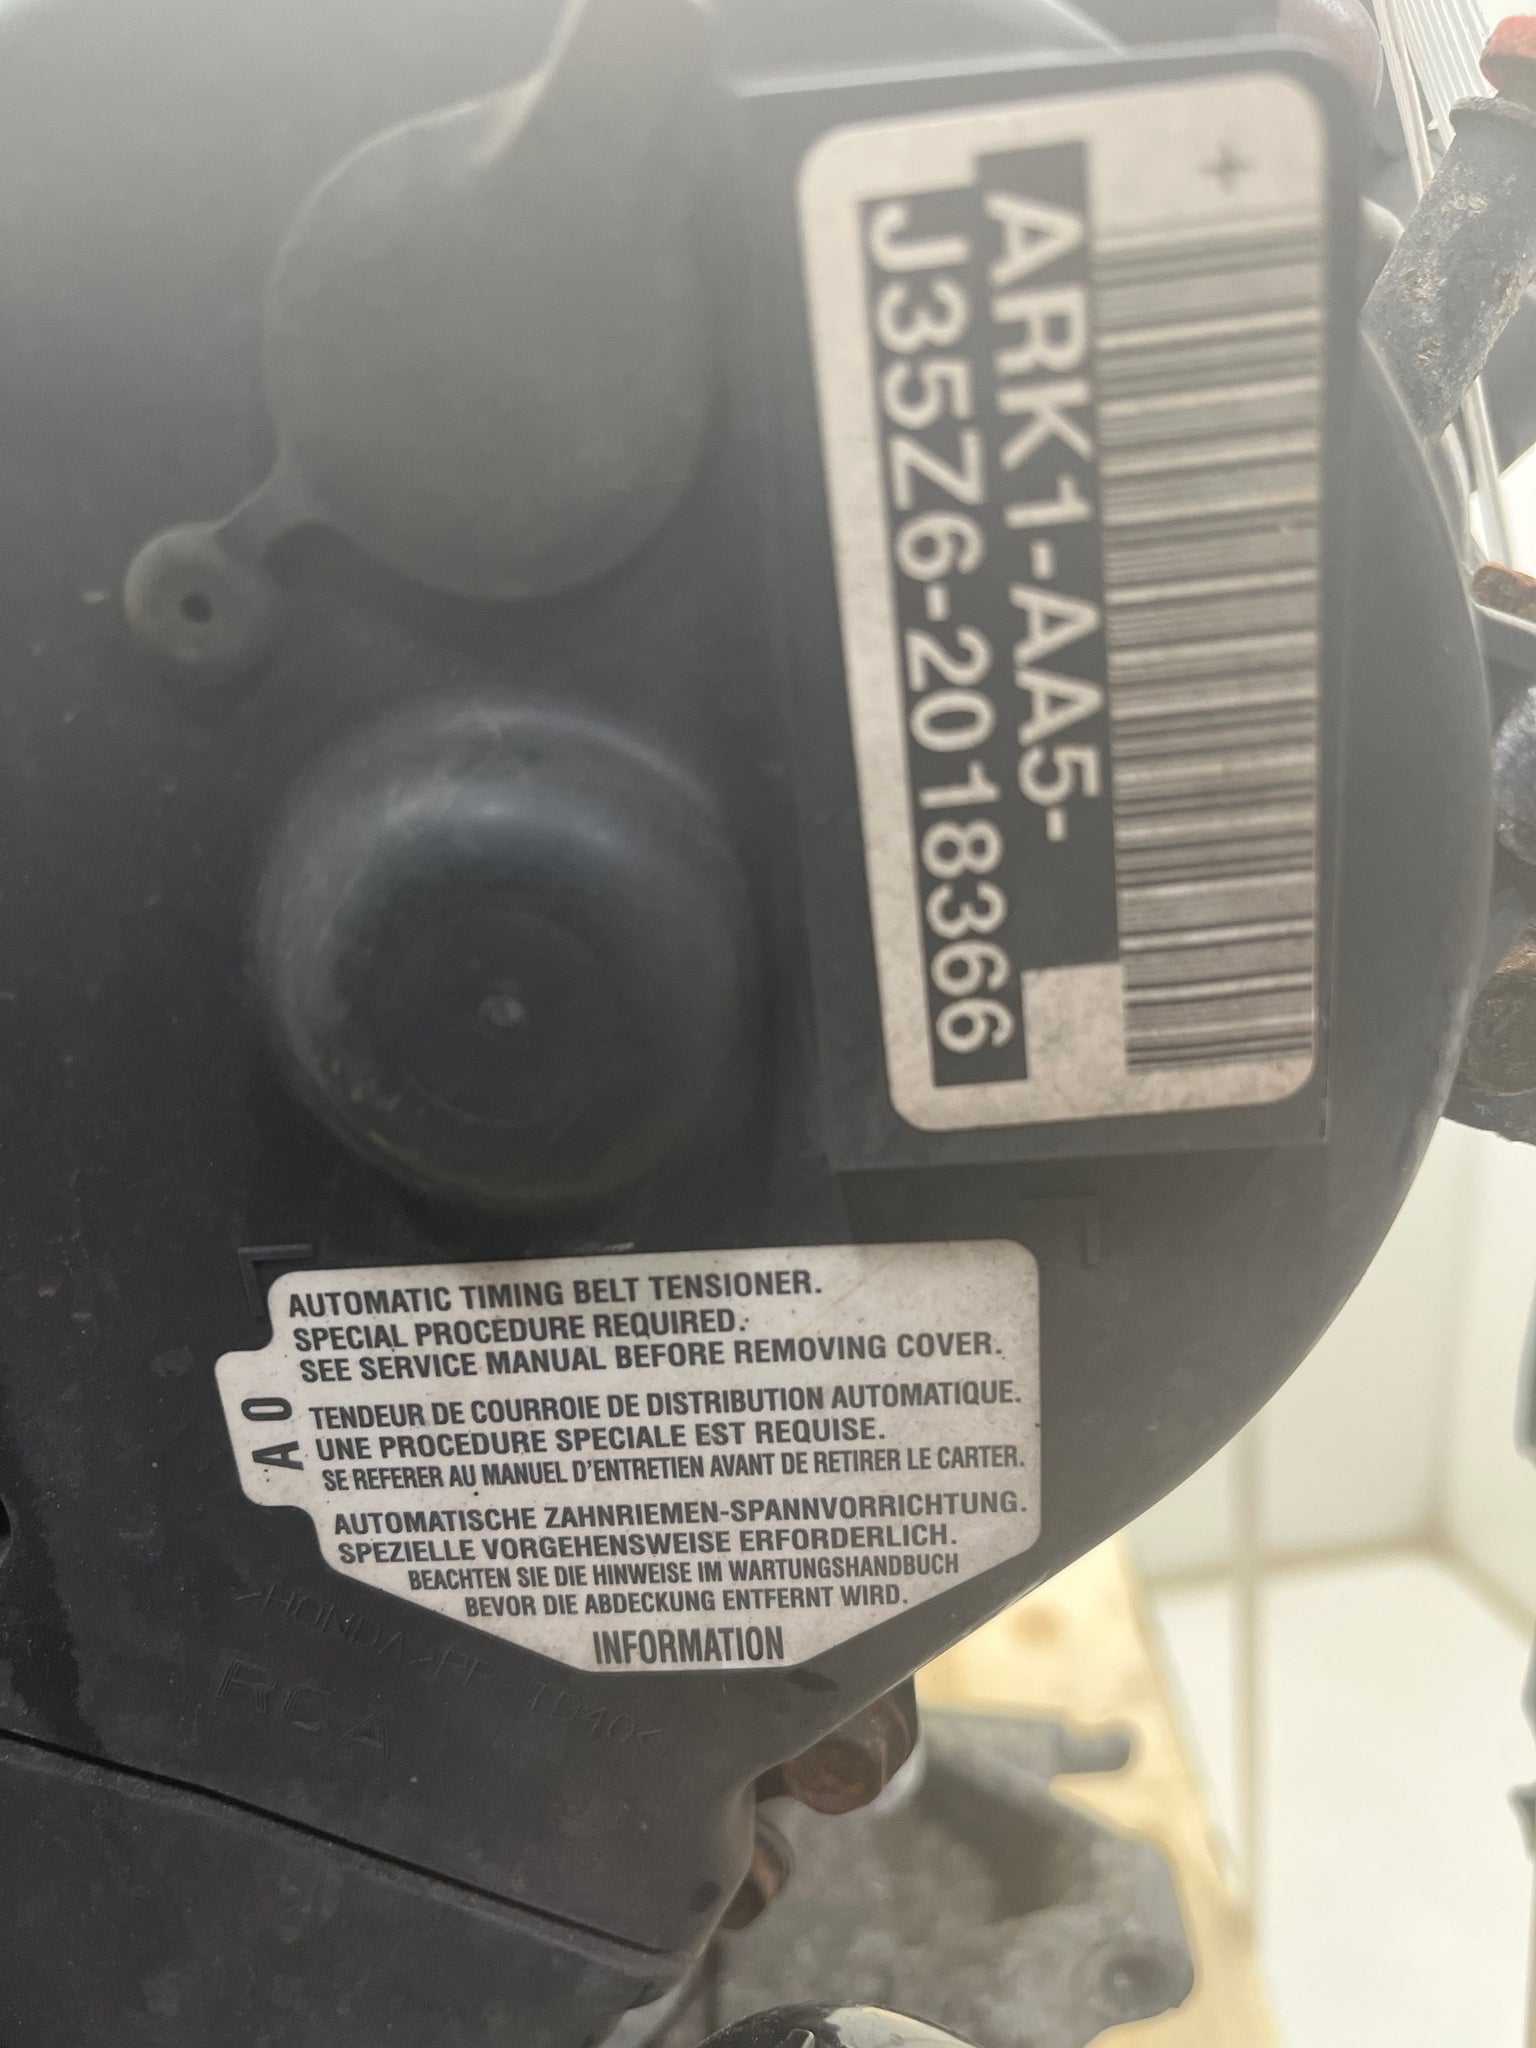 ARK1-AA5-
J35Z6-2018366
AUTOMATIC TIMING BELT TENSIONER.
SPECIAL PROCEDURE REQUIRED.
SEE SERVICE MANUAL BEFORE REMOVING COVER.
TENDEUR DE COURROIE DE DISTRIBUTION AUTOMATIQUE.
UNE PROCEDURE SPECIALE EST REQUISE.
SE REFERER AU MANUEL D'ENTRETIEN AVANT DE RETIRER LE CARTER.
AUTOMATISCHE ZAHNRIEMEN-SPANNVORRICHTUNG.
SPEZIELLE VORGEHENSWEISE ERFORDERLICH.
BEACHTEN SIE DIE HINWEISE IM WARTUNGSHANDBUCH
BEVOR DIE ABDECKUNG ENTFERNT WIRD.
INFORMATION
A0
>HONDA>PP-TD40<
RCA